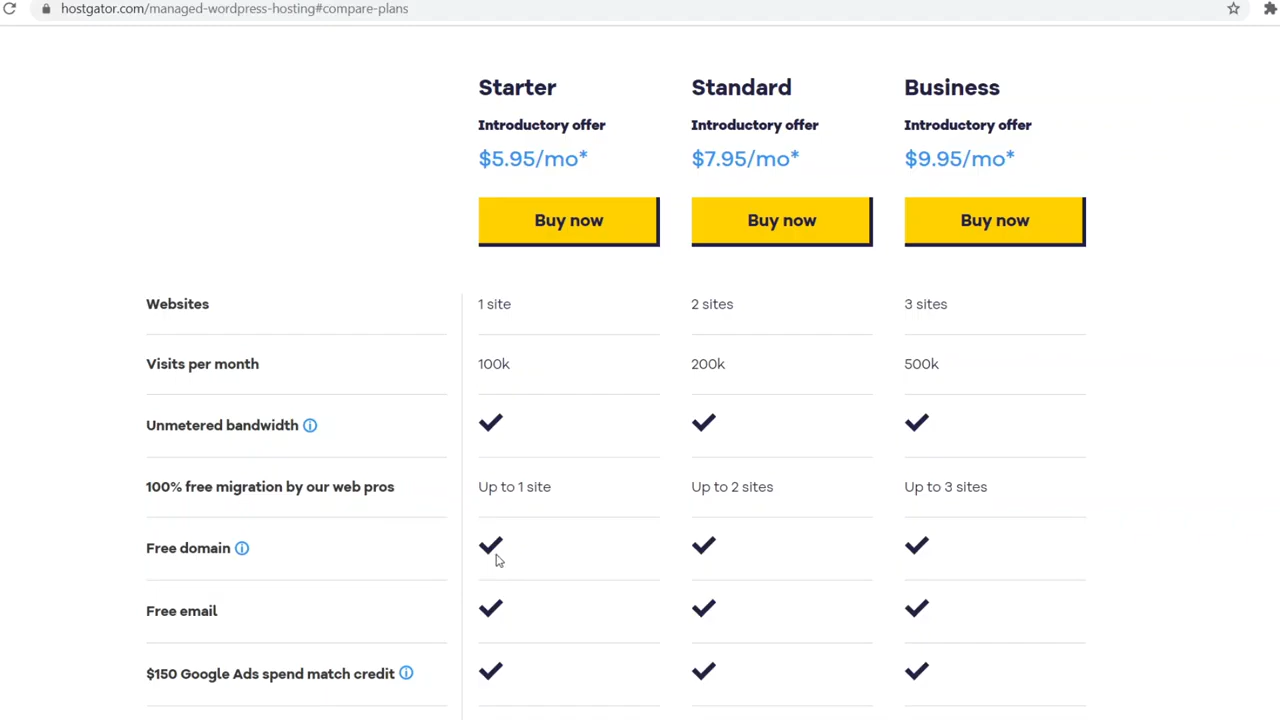 hostgator.com/managed-wordpress-hosting#compare-plans
Starter Standard Business
Introductory offer Introductory offer Introductory offer
$5.95/mo* $7.95/mo* $9.95/mo*
Buy now Buy now Buy now
Websites 1 site 2 sites 3 sites
Visits per month 100k 200k 500k
Unmetered bandwidth
100% free migration by our web pros Up to 1 site Up to 2 sites Up to 3 sites
Free domain
Free email
$150 Google Ads spend match credit